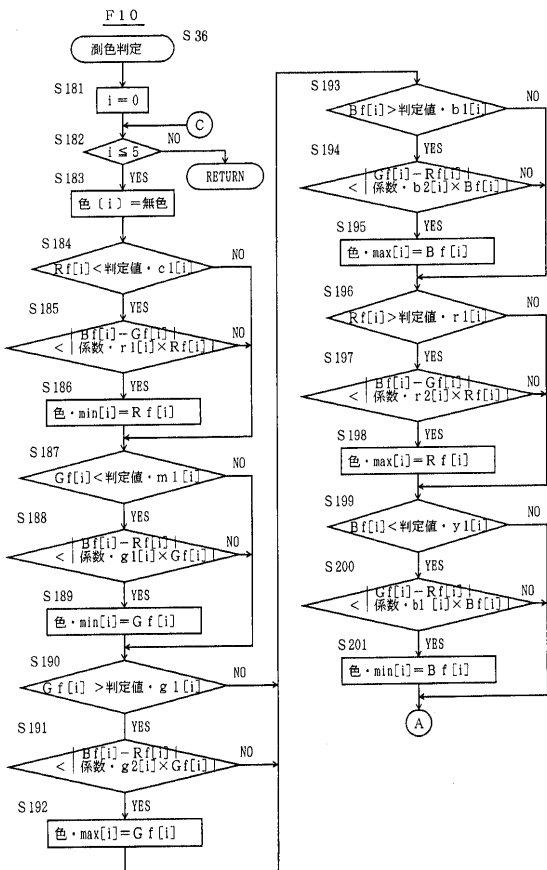 F10
測色判定
S36
S181
i=0
C
S182
i≦5
NO
RETURN
YES
S183
色〔i〕=無色
S184
Rf[i]<判定値・c1[i]
NO
YES
S185
|Bf[i]-Gf[i]|
<|係数・r1[i]×Rf[i]|
NO
YES
S186
色・min[i]=Rf[i]
S187
Gf[i]<判定値・m1[i]
NO
YES
S188
|Bf[i]-Rf[i]|
<|係数・g1[i]×Gf[i]|
NO
YES
S189
色・min[i]=Gf[i]
S190
Gf[i]>判定値・g1[i]
NO
YES
S191
|Bf[i]-Rf[i]|
<|係数・g2[i]×Gf[i]|
NO
YES
S192
色・max[i]=Gf[i]
S193
Bf[i]>判定値・b1[i]
NO
YES
S194
|Gf[i]-Rf[i]|
<|係数・b2[i]×Bf[i]|
NO
YES
S195
色・max[i]=Bf[i]
S196
Rf[i]>判定値・r1[i]
NO
YES
S197
|Bf[i]-Gf[i]|
<|係数・r2[i]×Rf[i]|
NO
YES
S198
色・max[i]=Rf[i]
S199
Bf[i]<判定値・y1[i]
NO
YES
S200
|Gf[i]-Rf[i]|
<|係数・b1[i]×Bf[i]|
NO
YES
S201
色・min[i]=Bf[i]
A